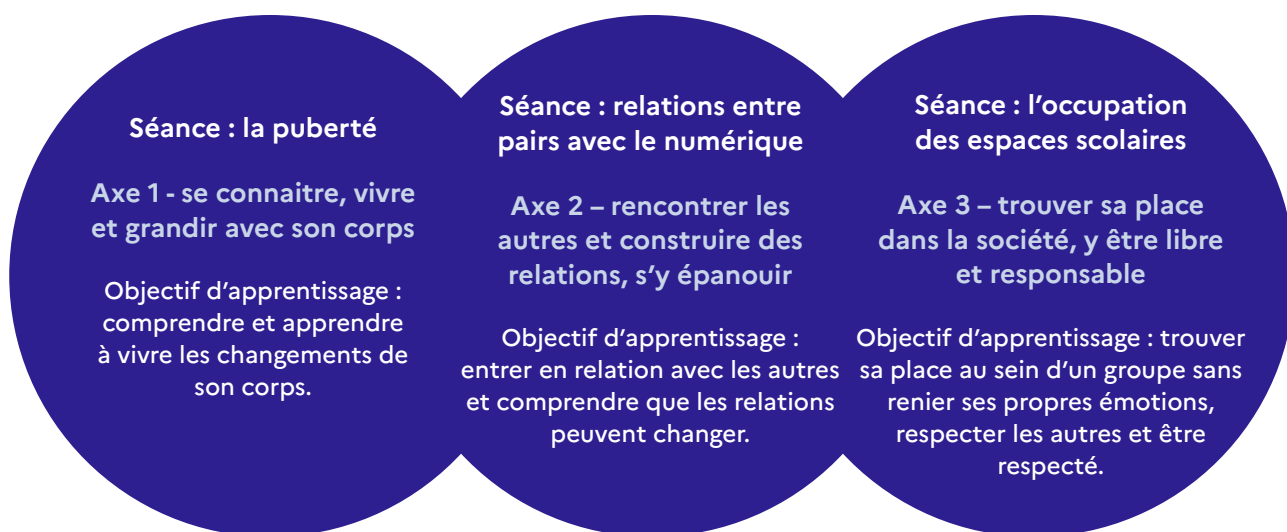 Séance : la puberté
Axe 1 - se connaitre, vivre
et grandir avec son corps
Objectif d’apprentissage :
comprendre et apprendre
à vivre les changements de
son corps.
Séance : relations entre
pairs avec le numérique
Axe 2 – rencontrer les
autres et construire des
relations, s’y épanouir
Objectif d’apprentissage :
entrer en relation avec les autres
et comprendre que les relations
peuvent changer.
Séance : l’occupation
des espaces scolaires
Axe 3 – trouver sa place
dans la société, y être libre
et responsable
Objectif d’apprentissage : trouver
sa place au sein d’un groupe sans
renier ses propres émotions,
respecter les autres et être
respecté.